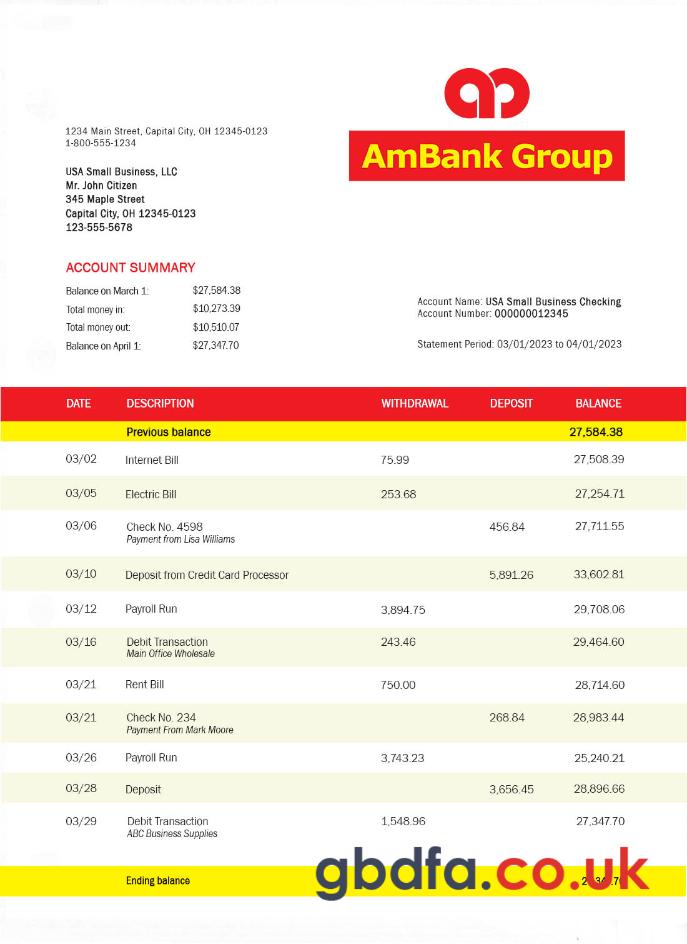 1234 Main Street, Capital City, OH 12345-0123
1-800-555-1234
AmBank Group
USA Small Business, LLC
Mr. John Citizen
345 Maple Street
Capital City, OH 12345-0123
123-555-5678
ACCOUNT SUMMARY
Balance on March 1: $27,584.38
Total money in: $10,273.39
Total money out: $10,510.07
Balance on April 1: $27,347.70
Account Name: USA Small Business Checking
Account Number: 000000012345
Statement Period: 03/01/2023 to 04/01/2023
DATE DESCRIPTION WITHDRAWAL DEPOSIT BALANCE
Previous balance 27,584.38
03/02 Internet Bill 75.99 27,508.39
03/05 Electric Bill 253.68 27,254.71
03/06 Check No. 4598 456.84 27,711.55
Payment from Lisa Williams
03/10 Deposit from Credit Card Processor 5,891.26 33,602.81
03/12 Payroll Run 3,894.75 29,708.06
03/16 Debit Transaction 243.46 29,464.60
Main Office Wholesale
03/21 Rent Bill 750.00 28,714.60
03/21 Check No. 234 268.84 28,983.44
Payment From Mark Moore
03/26 Payroll Run 3,743.23 25,240.21
03/28 Deposit 3,656.45 28,896.66
03/29 Debit Transaction 1,548.96 27,347.70
ABC Business Supplies
Ending balance
gbdfa.co.uk